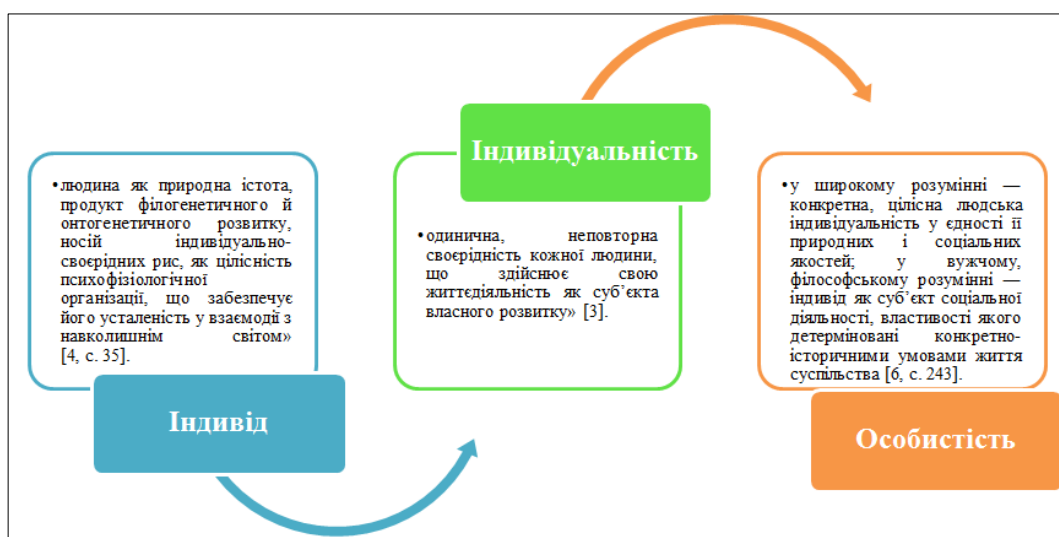 •людина як природна істота,
продукт філогенетичного й
онтогенетичного розвитку,
носій індивідуально-
своєрідних рис, як цілісність
психофізіологічної
організації, що забезпечує
його усталеність у взаємодії з
навколишнім світом»
[4, с. 35].
Індивід
Індивідуальність
•одинична, неповторна
своєрідність кожної людини,
що здійснює свою
життєдіяльність як суб’єкта
власного розвитку» [3].
•у широкому розумінні —
конкретна, цілісна людська
індивідуальність у єдності її
природних і соціальних
якостей; у вужчому,
філософському розумінні —
індивід як суб’єкт соціальної
діяльності, властивості якого
детерміновані конкретно-
історичними умовами життя
суспільства [6, с. 243].
Особистість